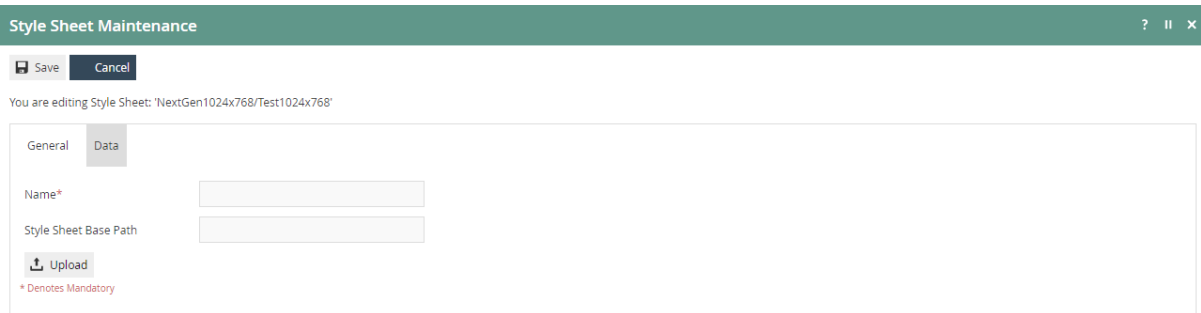 Style Sheet Maintenance ? II ×
Save Cancel
You are editing Style Sheet: 'NextGen1024x768/Test1024x768'
General Data
Name*
Style Sheet Base Path
Upload
* Denotes Mandatory